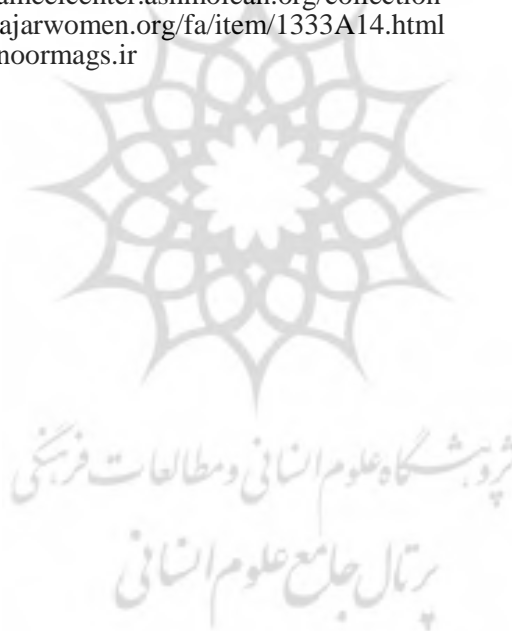 ajarwomen.org/fa/item/1333A14.html
noormags.ir
پژوهشگاه علوم انسانی و مطالعات فرهنگی
پرتال جامع علوم انسانی